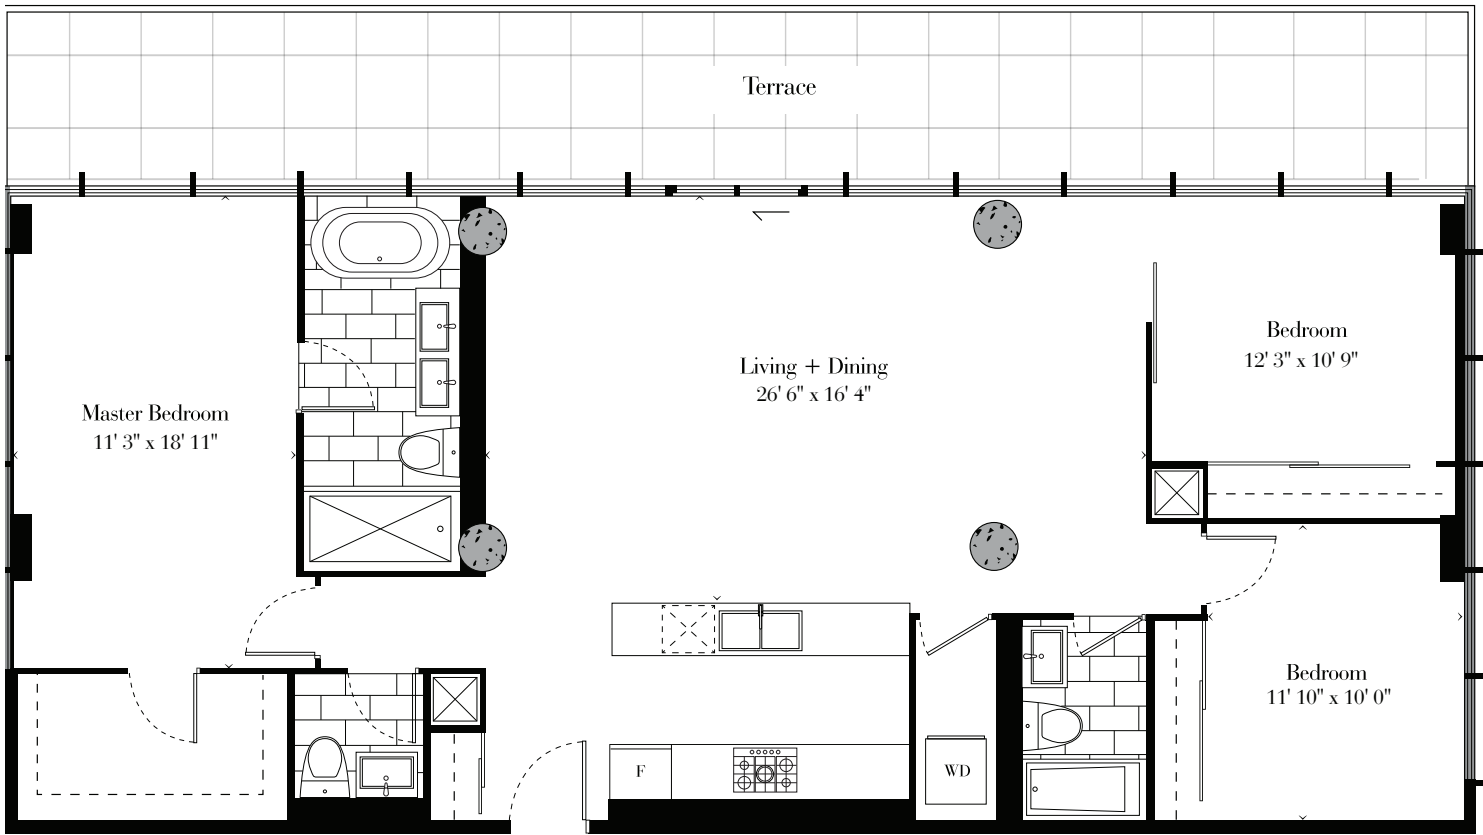 Terrace
Bedroom
12' 3" x 10' 9"
Living + Dining
26' 6" x 16' 4"
Master Bedroom
11' 3" x 18' 11"
Bedroom
11' 10" x 10' 0"
F
WD